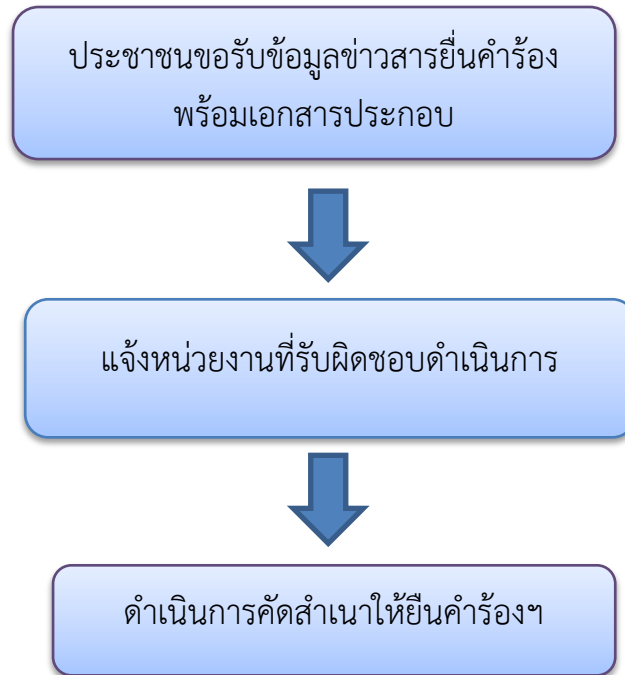 ประชาชนขอรับข้อมูลข่าวสารยื่นคำร้อง
พร้อมเอกสารประกอบ
แจ้งหน่วยงานที่รับผิดชอบดำเนินการ
ดำเนินการคัดสำเนาให้ยืนคำร้องฯ